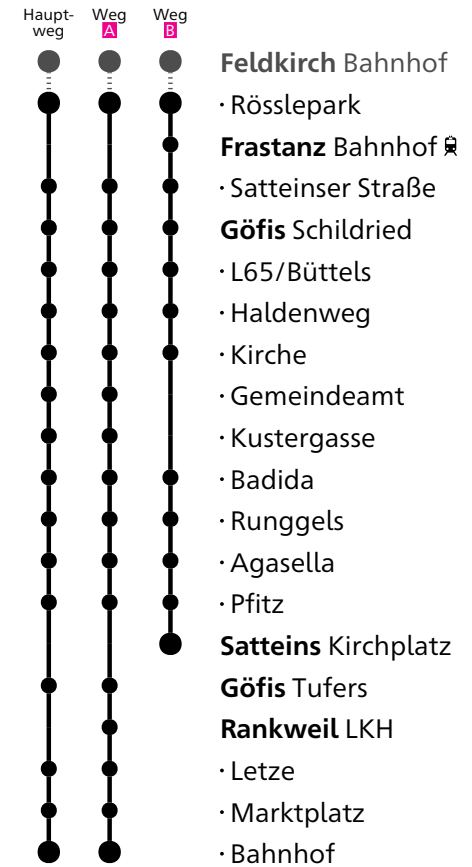 Haupt-
weg
Weg
A
Weg
B
Feldkirch Bahnhof
· Rösslepark
Frastanz Bahnhof
· Satteinser Straße
Göfis Schildried
· L65/Büttels
· Haldenweg
· Kirche
· Gemeindeamt
· Kustergasse
· Badida
· Runggels
· Agasella
· Pfitz
Satteins Kirchplatz
Göfis Tufers
Rankweil LKH
· Letze
· Marktplatz
· Bahnhof